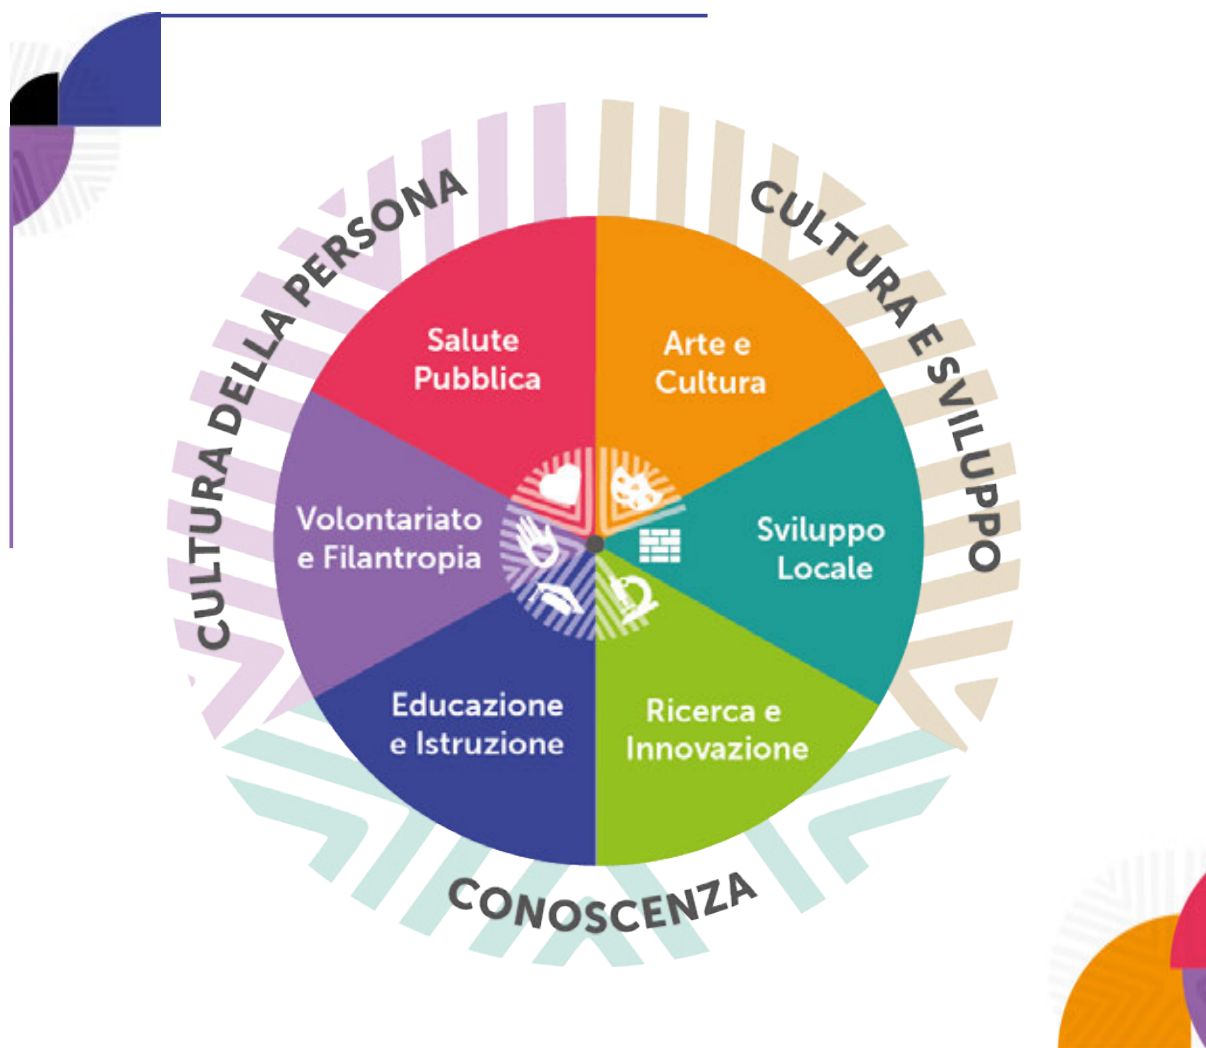 CULTURA DELLA PERSONA
CULTURA E SVILUPPO
Salute
Pubblica
Arte e
Cultura
Volontariato
e Filantropia
Sviluppo
Locale
Educazione
e Istruzione
Ricerca e
Innovazione
CONOSCENZA